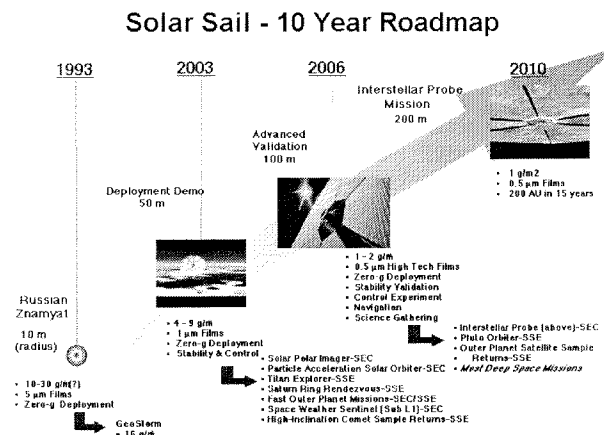 Solar Sail - 10 Year Roadmap
1993
2003
2006
2010
Interstellar Probe
Mission
200 m
Advanced
Validation
100 m
Deployment Demo
50 m
Russian
Znamya1
10 m
(radius)
• 10-30 g/m(?)
• 5 µm Films
• Zero-g Deployment
GeoStorm
• 16 g/m
• 4 - 9 g/m
• 1 µm Films
• Zero-g Deployment
• Stability & Control
• Solar Polar Imager-SEC
• Particle Acceleration Solar Orbiter-SEC
• Titan Explorer-SSE
• Saturn Ring Rendezvous-SSE
• Fast Outer Planet Missions-SEC/SSE
• Space Weather Sentinel (Sub L1)-SEC
• High-Inclination Comet Sample Returns-SSE
• 1 - 2 g/m
• 0.5 µm High Tech Films
• Zero-g Deployment
• Stability Validation
• Control Experiment
• Navigation
• Science Gathering
• 1 g/m2
• 0.5 µm Films
• 200 AU in 15 years
• Interstellar Probe (above)-SEC
• Pluto Orbiter-SSE
• Outer Planet Satellite Sample
• Returns-SSE
• Most Deep Space Missions